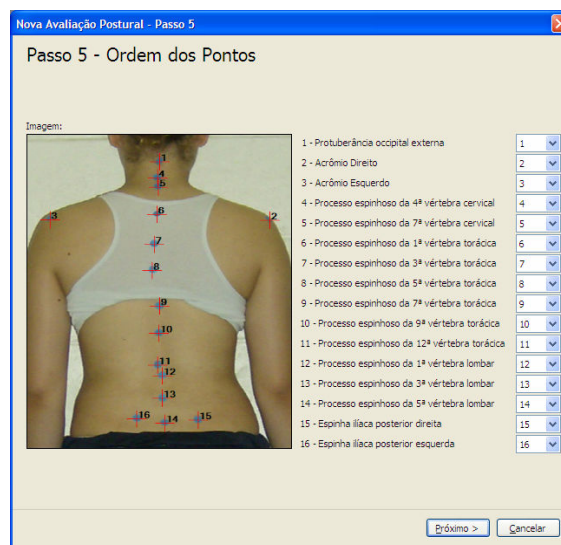 Nova Avaliação Postural - Passo 5
Passo 5 - Ordem dos Pontos
Imagem:
1
4
5
3
6
2
7
8
9
10
11
12
13
16
14
15
1 - Protuberância occipital externa
1
2 - Acrômio Direito
2
3 - Acrômio Esquerdo
3
4 - Processo espinhoso da 4ª vértebra cervical
4
5 - Processo espinhoso da 7ª vértebra cervical
5
6 - Processo espinhoso da 1ª vértebra torácica
6
7 - Processo espinhoso da 3ª vértebra torácica
7
8 - Processo espinhoso da 5ª vértebra torácica
8
9 - Processo espinhoso da 7ª vértebra torácica
9
10 - Processo espinhoso da 9ª vértebra torácica
10
11 - Processo espinhoso da 12ª vértebra torácica
11
12 - Processo espinhoso da 1ª vértebra lombar
12
13 - Processo espinhoso da 3ª vértebra lombar
13
14 - Processo espinhoso da 5ª vértebra lombar
14
15 - Espinha ilíaca posterior direita
15
16 - Espinha ilíaca posterior esquerda
16
Próximo >
Cancelar